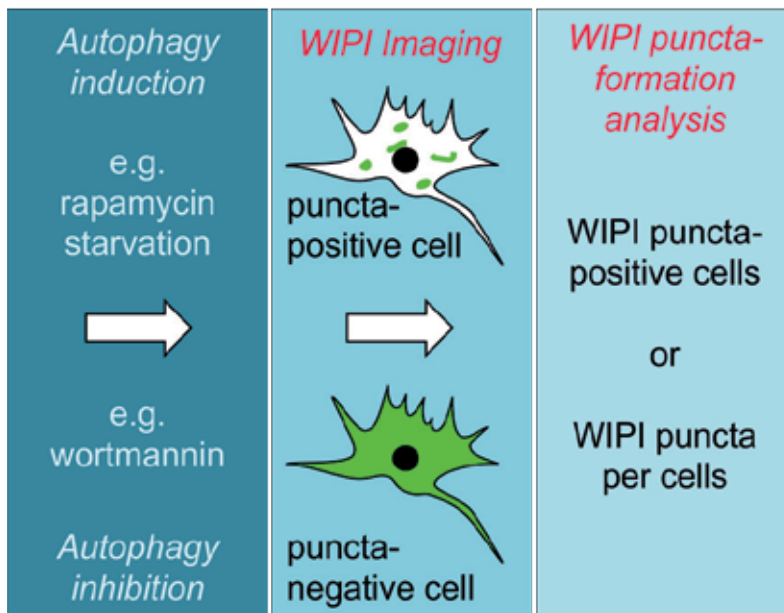 Autophagy
induction
e.g.
rapamycin
starvation
e.g.
wortmannin
Autophagy
inhibition
WIPI Imaging
puncta-
positive cell
puncta-
negative cell
WIPI puncta-
formation
analysis
WIPI puncta-
positive cells
or
WIPI puncta
per cells